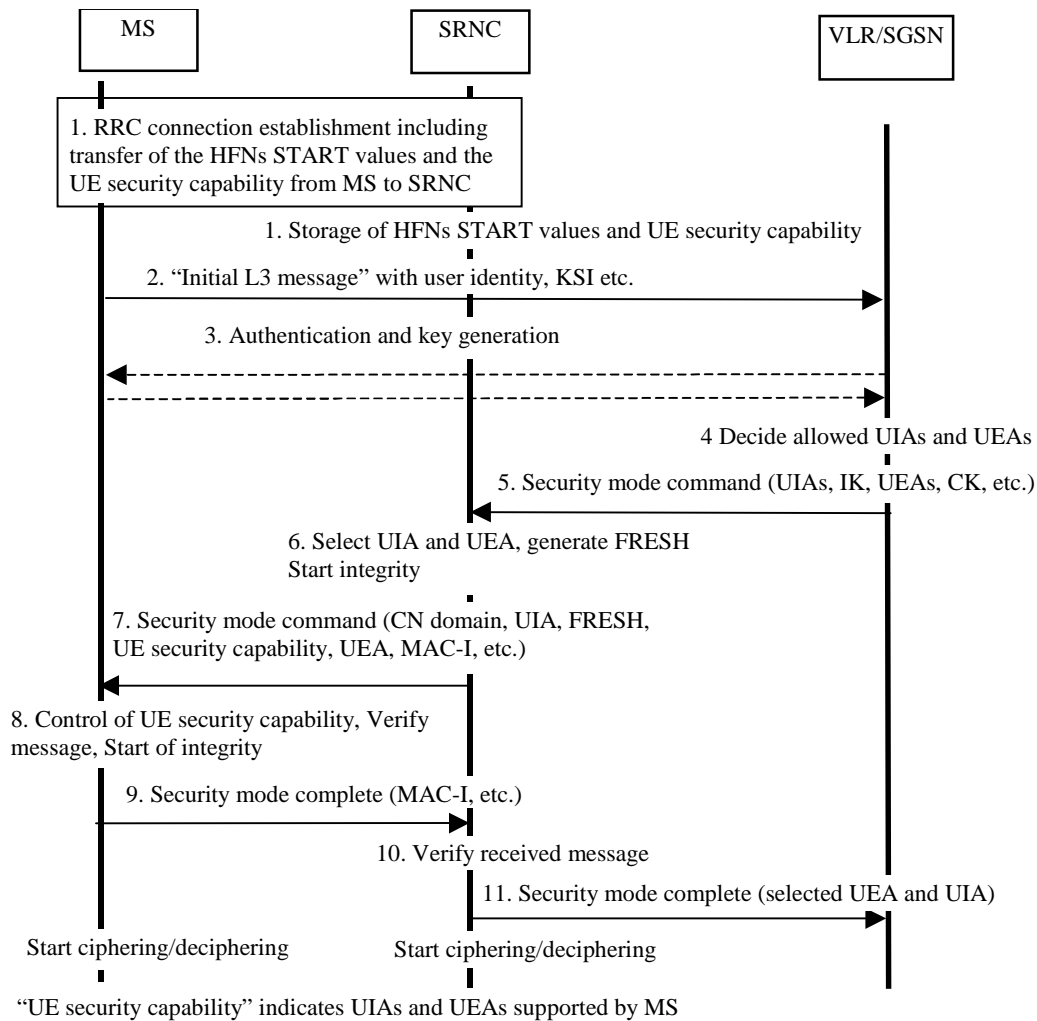 MS
SRNC
VLR/SGSN
1. RRC connection establishment including
transfer of the HFNs START values and the
UE security capability from MS to SRNC
1. Storage of HFNs START values and UE security capability
2. “Initial L3 message” with user identity, KSI etc.
3. Authentication and key generation
4 Decide allowed UIAs and UEAs
5. Security mode command (UIAs, IK, UEAs, CK, etc.)
6. Select UIA and UEA, generate FRESH
Start integrity
7. Security mode command (CN domain, UIA, FRESH,
UE security capability, UEA, MAC-I, etc.)
8. Control of UE security capability, Verify
message, Start of integrity
9. Security mode complete (MAC-I, etc.)
10. Verify received message
11. Security mode complete (selected UEA and UIA)
Start ciphering/deciphering
Start ciphering/deciphering
“UE security capability” indicates UIAs and UEAs supported by MS